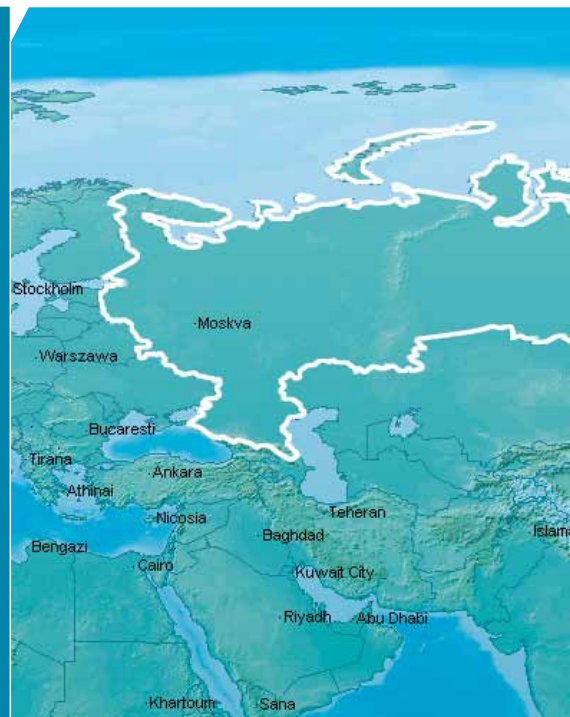 Stockholm
Moskva
Warszawa
Bucaresti
Tirana
Ankara
Athinai
Nicosia
Teheran
Baghdad
Bengazi
Cairo
Kuwait City
Riyadh
Abu Dhabi
Khartoum
Sana